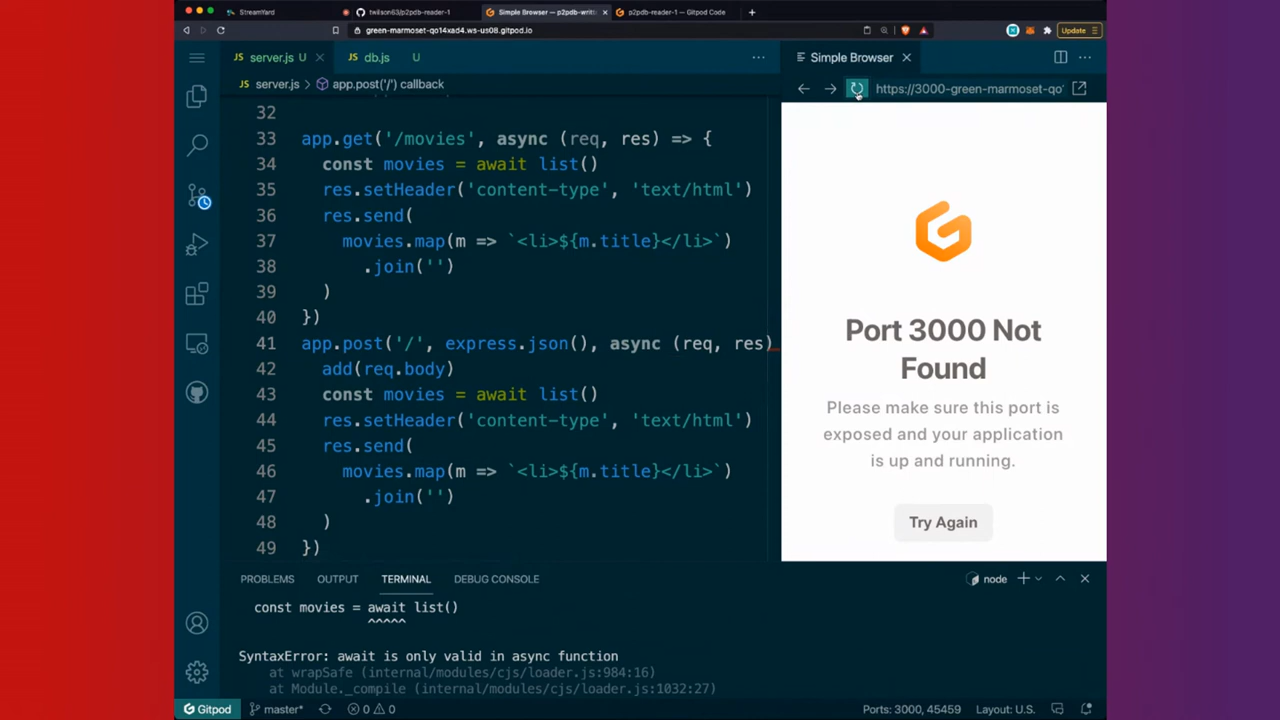 StreamYard
twilson63/p2pdb-reader-1
Simple Browser — p2pdb-writ
p2pdb-reader-1 — Gitpod Code
green-marmoset-qo14xad4.ws-us08.gitpod.io
Update
JS server.js U
JS db.js U
Simple Browser
JS server.js > app.post('/') callback
https://3000-green-marmoset-qo
32
33 app.get('/movies', async (req, res) => {
34 const movies = await list()
35 res.setHeader('content-type', 'text/html')
36 res.send(
37 movies.map(m => `<li>${m.title}</li>`)
38 .join('')
39 )
40 })
41 app.post('/', express.json(), async (req, res)
42 add(req.body)
43 const movies = await list()
44 res.setHeader('content-type', 'text/html')
45 res.send(
46 movies.map(m => `<li>${m.title}</li>`)
47 .join('')
48 )
49 })
Port 3000 Not
Found
Please make sure this port is
exposed and your application
is up and running.
Try Again
PROBLEMS OUTPUT TERMINAL DEBUG CONSOLE
node
const movies = await list()
^^^^^
SyntaxError: await is only valid in async function
at wrapSafe (internal/modules/cjs/loader.js:984:16)
at Module._compile (internal/modules/cjs/loader.js:1032:27)
Gitpod master* 0 0 Ports: 3000, 45459 Layout: U.S.